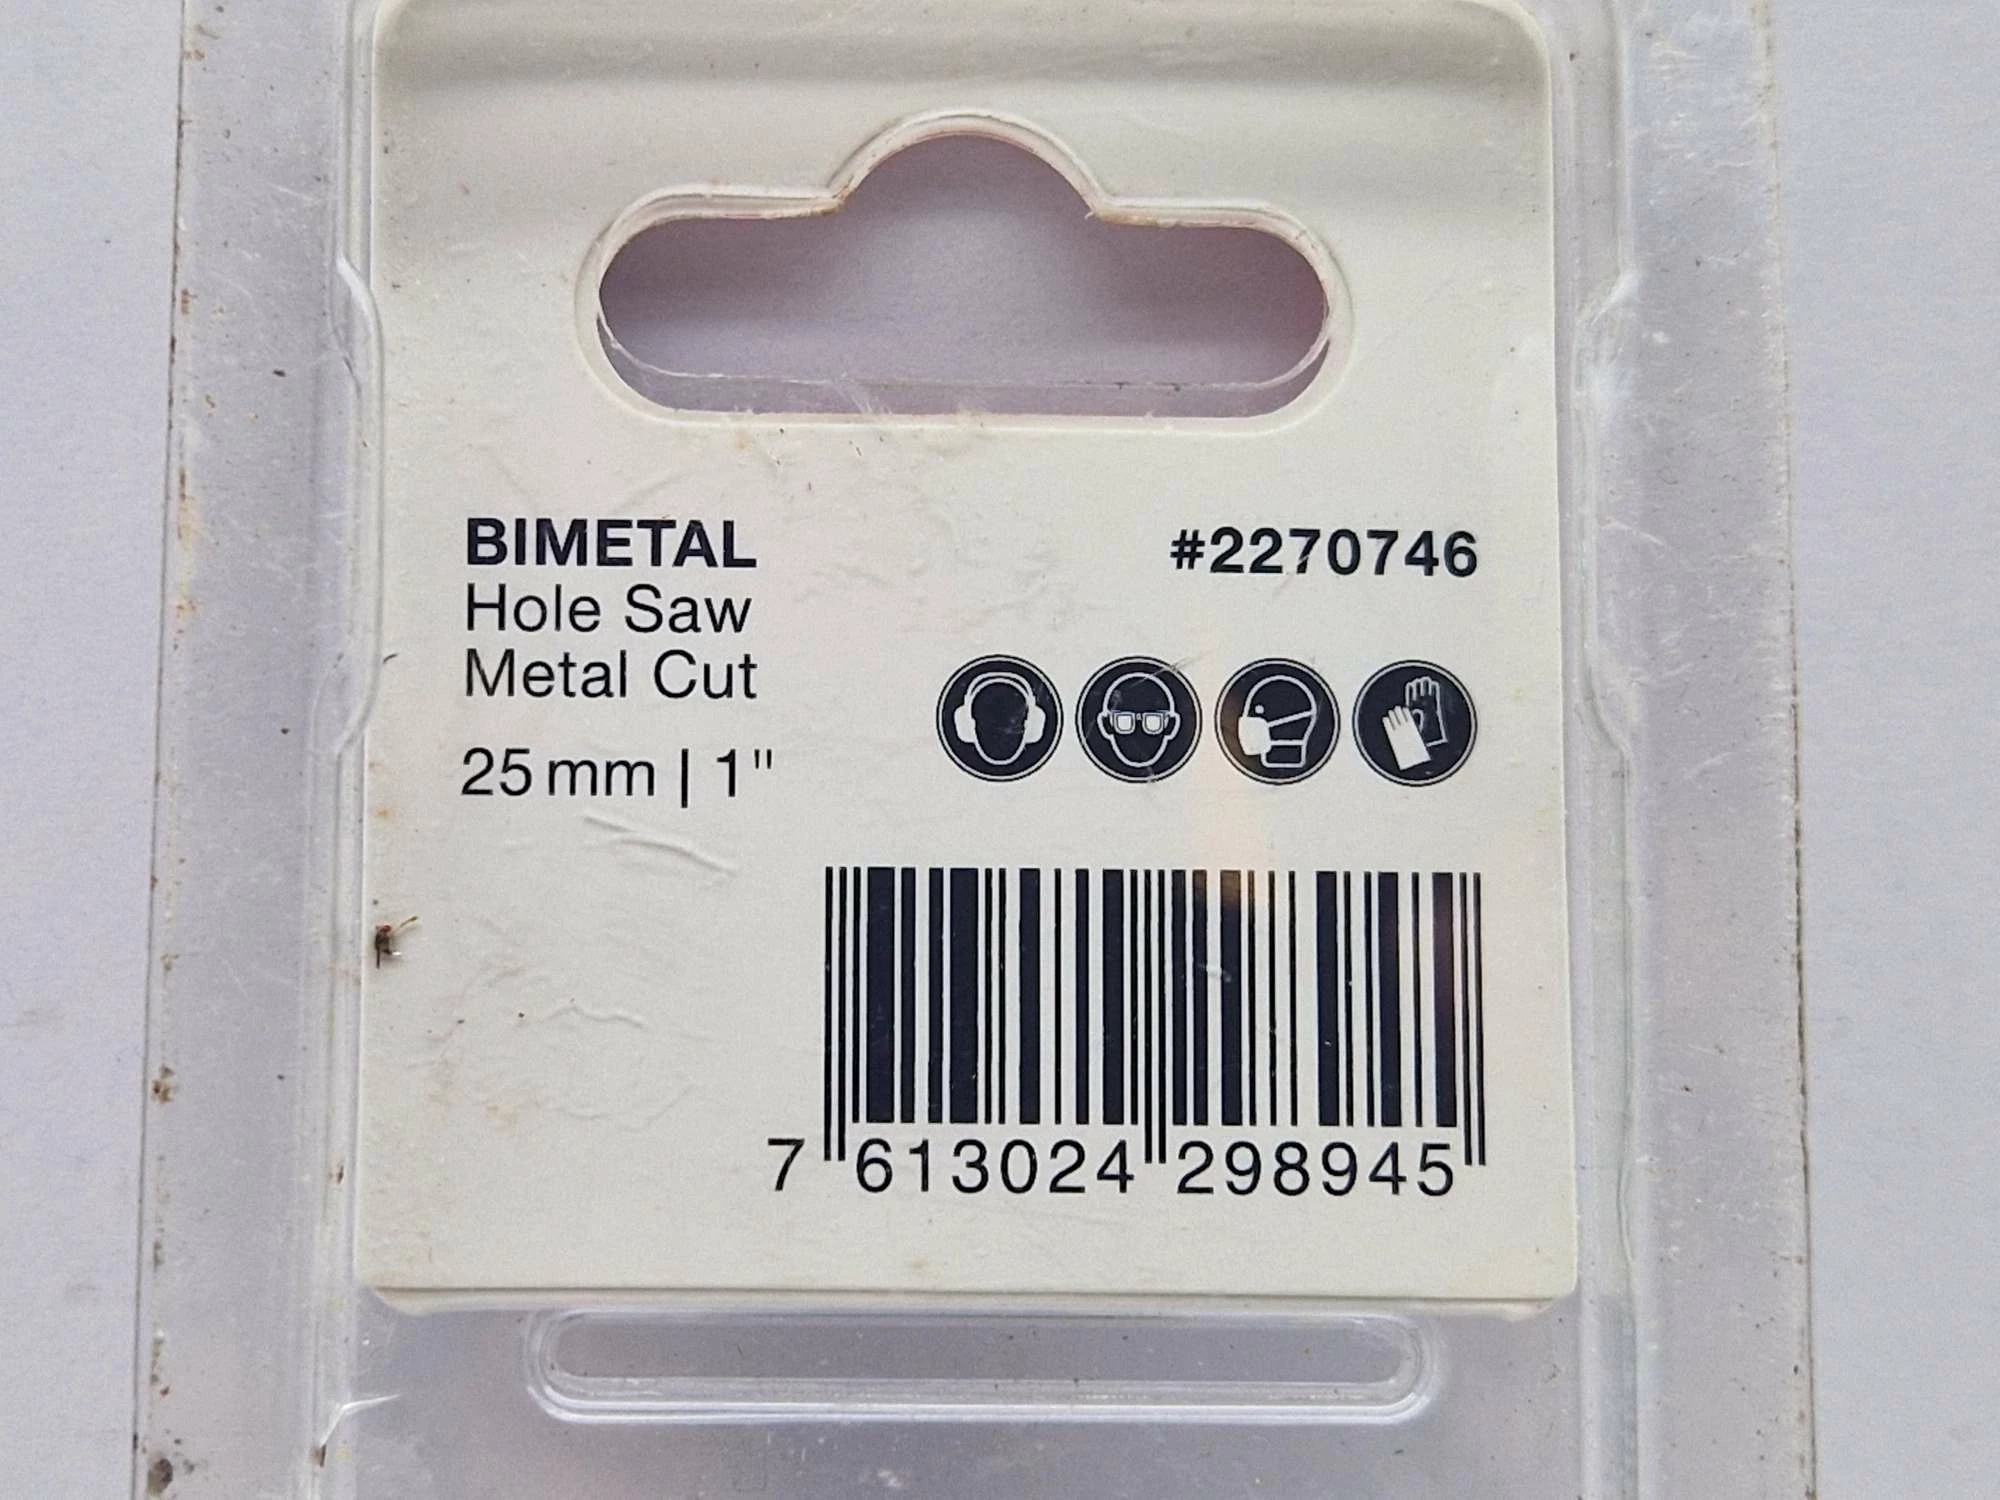 BIMETAL
Hole Saw
Metal Cut
25 mm | 1"
#2270746
7 613024 298945